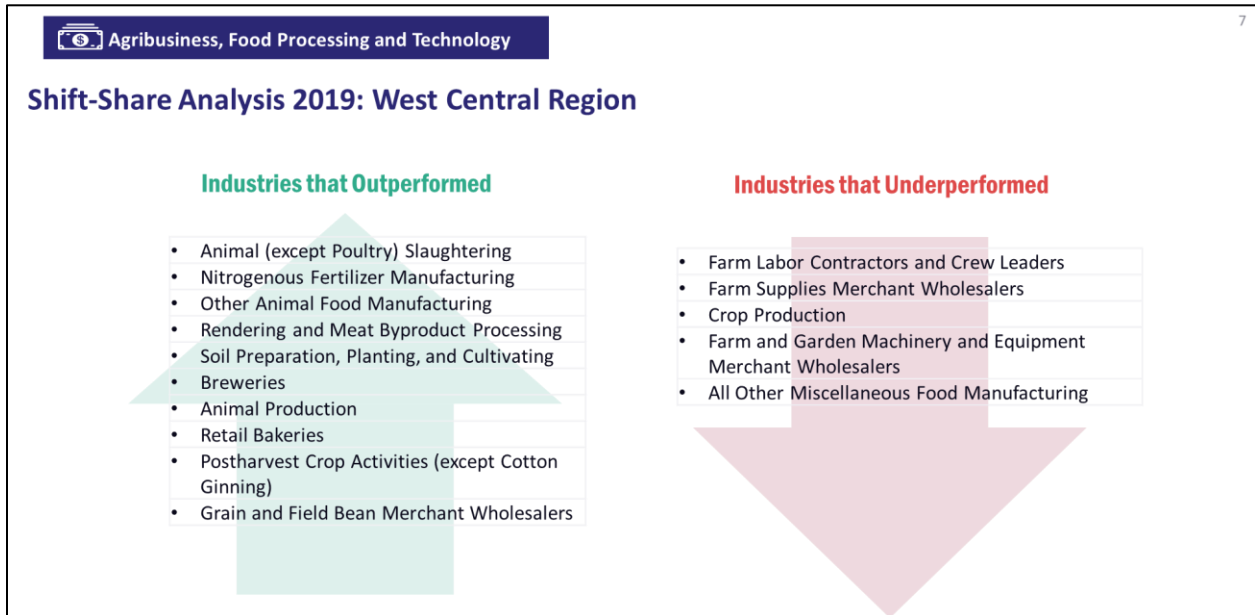 7
Agribusiness, Food Processing and Technology
Shift-Share Analysis 2019: West Central Region
Industries that Outperformed
• Animal (except Poultry) Slaughtering
• Nitrogenous Fertilizer Manufacturing
• Other Animal Food Manufacturing
• Rendering and Meat Byproduct Processing
• Soil Preparation, Planting, and Cultivating
• Breweries
• Animal Production
• Retail Bakeries
• Postharvest Crop Activities (except Cotton
Ginning)
• Grain and Field Bean Merchant Wholesalers
Industries that Underperformed
• Farm Labor Contractors and Crew Leaders
• Farm Supplies Merchant Wholesalers
• Crop Production
• Farm and Garden Machinery and Equipment
Merchant Wholesalers
• All Other Miscellaneous Food Manufacturing